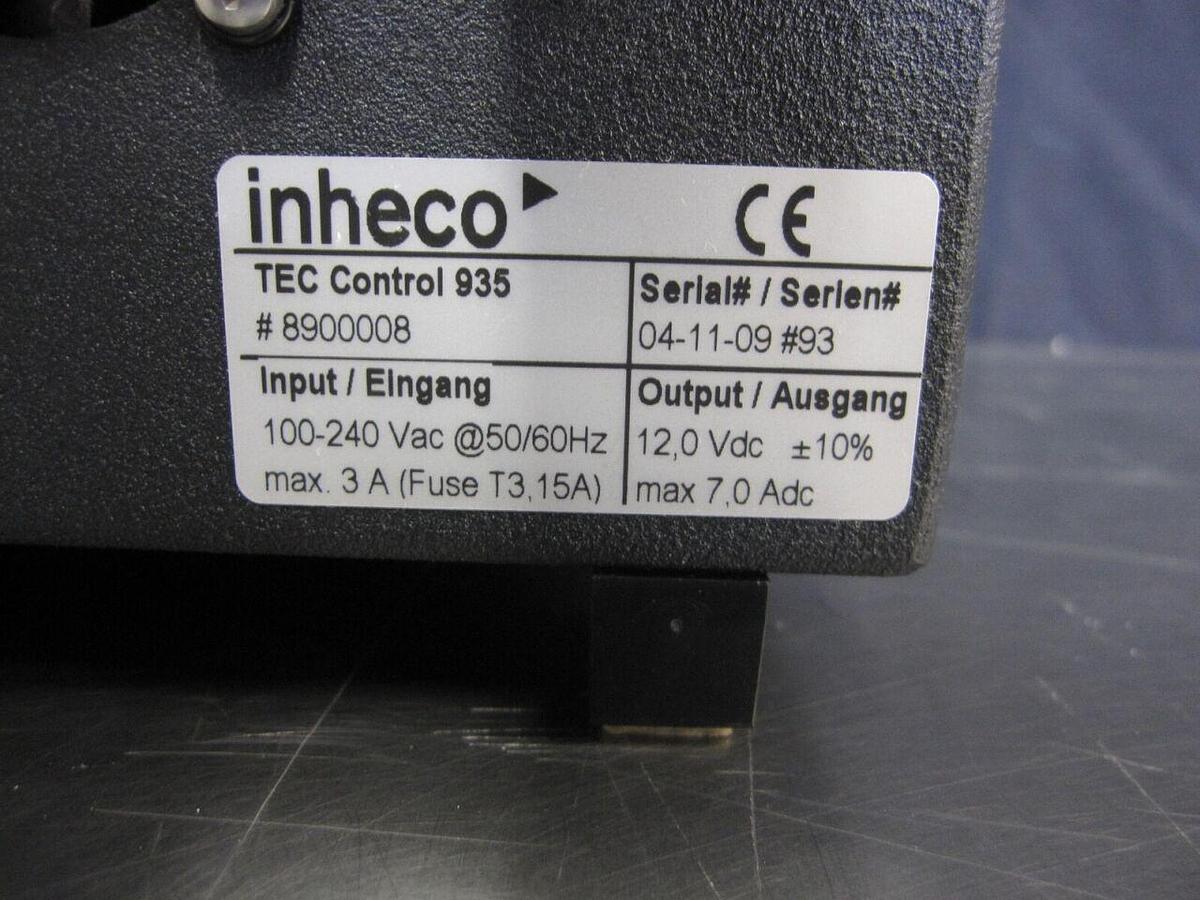 inheco
CE
TEC Control 935
# 8900008
Serial# / Serien#
04-11-09 #93
Input / Eingang
100-240 Vac @50/60Hz
max. 3 A (Fuse T3,15A)
Output / Ausgang
12,0 Vdc ±10%
max 7,0 Adc